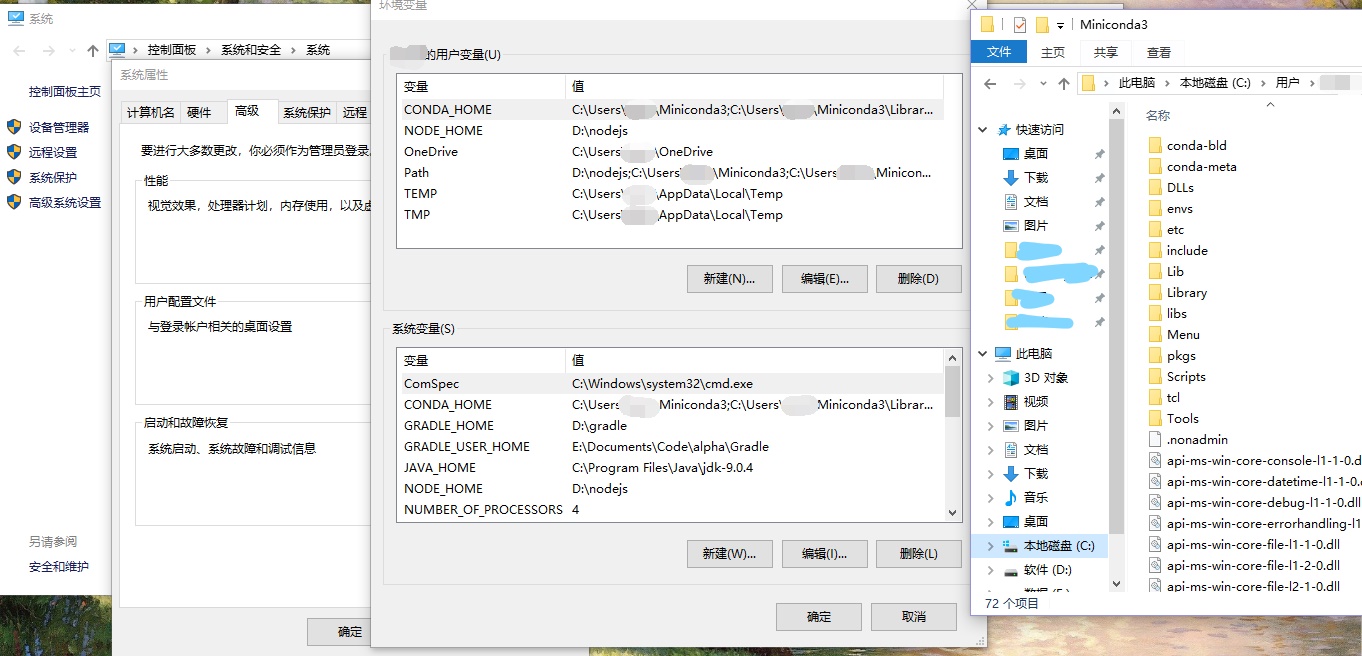 系统
控制面板 系统和安全 系统
控制面板主页
设备管理器
远程设置
系统保护
高级系统设置
另请参阅
安全和维护
系统属性
计算机名 硬件 高级 系统保护 远程
要进行大多数更改，你必须作为管理员登录。
性能
视觉效果，处理器计划，内存使用，以及虚
用户配置文件
与登录帐户相关的桌面设置
启动和故障恢复
系统启动、系统故障和调试信息
确定
环境变量
的用户变量(U)
变量 值
CONDA_HOME C:\Users\ \Miniconda3;C:\Users\ \Miniconda3\Librar...
NODE_HOME D:\nodejs
OneDrive C:\Users \OneDrive
Path D:\nodejs;C:\Users \Miniconda3;C:\Users \Minicon...
TEMP C:\Users\ AppData\Local\Temp
TMP C:\Users\ AppData\Local\Temp
新建(N)... 编辑(E)... 删除(D)
系统变量(S)
变量 值
ComSpec C:\Windows\system32\cmd.exe
CONDA_HOME C:\Users Miniconda3;C:\Users\ Miniconda3\Librar...
GRADLE_HOME D:\gradle
GRADLE_USER_HOME E:\Documents\Code\alpha\Gradle
JAVA_HOME C:\Program Files\Java\jdk-9.0.4
NODE_HOME D:\nodejs
NUMBER_OF_PROCESSORS 4
新建(W)... 编辑(I)... 删除(L)
确定 取消
Miniconda3
文件 主页 共享 查看
此电脑 本地磁盘 (C:) 用户
快速访问
桌面
下载
文档
图片
此电脑
3D 对象
视频
图片
文档
下载
音乐
桌面
本地磁盘 (C:)
软件 (D:)
72 个项目
名称
conda-bld
conda-meta
DLLs
envs
etc
include
Lib
Library
libs
Menu
pkgs
Scripts
tcl
Tools
.nonadmin
api-ms-win-core-console-l1-1-0.d
api-ms-win-core-datetime-l1-1-0.
api-ms-win-core-debug-l1-1-0.dll
api-ms-win-core-errorhandling-l1
api-ms-win-core-file-l1-1-0.dll
api-ms-win-core-file-l1-2-0.dll
api-ms-win-core-file-l2-1-0.dll